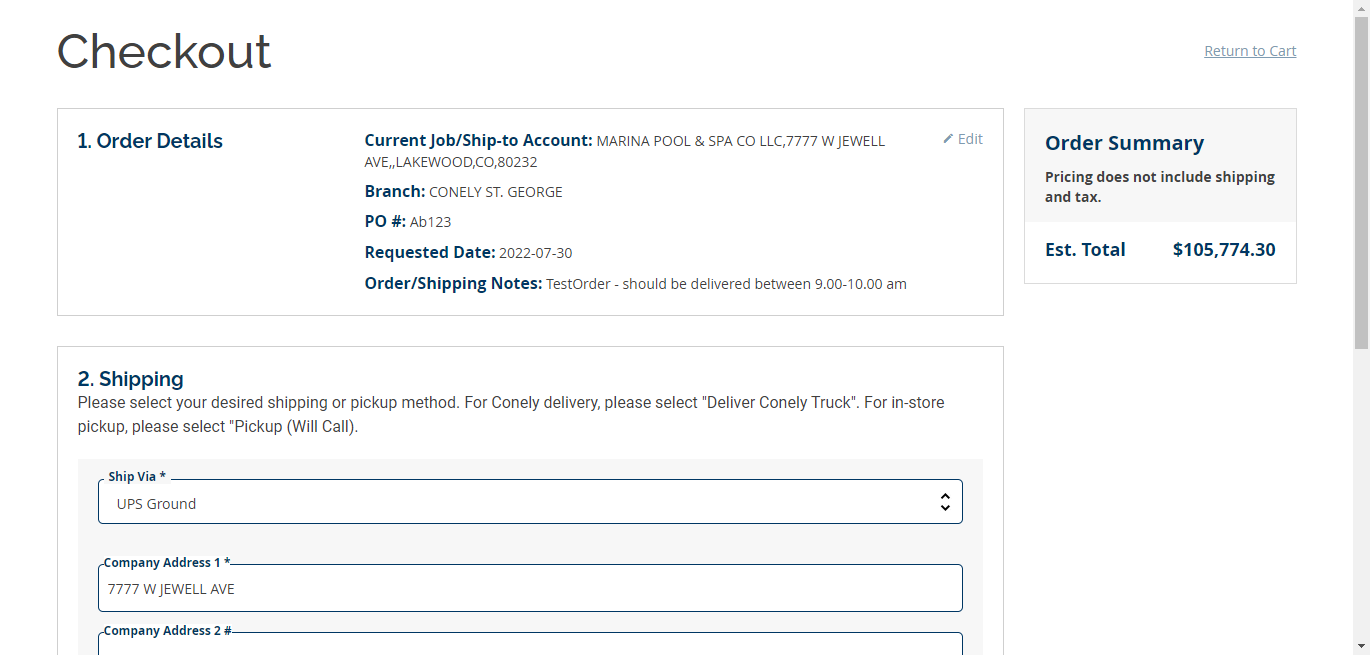 Checkout
Return to Cart
1. Order Details
Current Job/Ship-to Account: MARINA POOL & SPA CO LLC,7777 W JEWELL
AVE,,LAKEWOOD,CO,80232
Edit
Branch: CONELY ST. GEORGE
PO #: Ab123
Requested Date: 2022-07-30
Order/Shipping Notes: TestOrder - should be delivered between 9.00-10.00 am
Order Summary
Pricing does not include shipping
and tax.
Est. Total $105,774.30
2. Shipping
Please select your desired shipping or pickup method. For Conely delivery, please select "Deliver Conely Truck". For in-store
pickup, please select "Pickup (Will Call).
Ship Via *
UPS Ground
Company Address 1 *
7777 W JEWELL AVE
Company Address 2 #